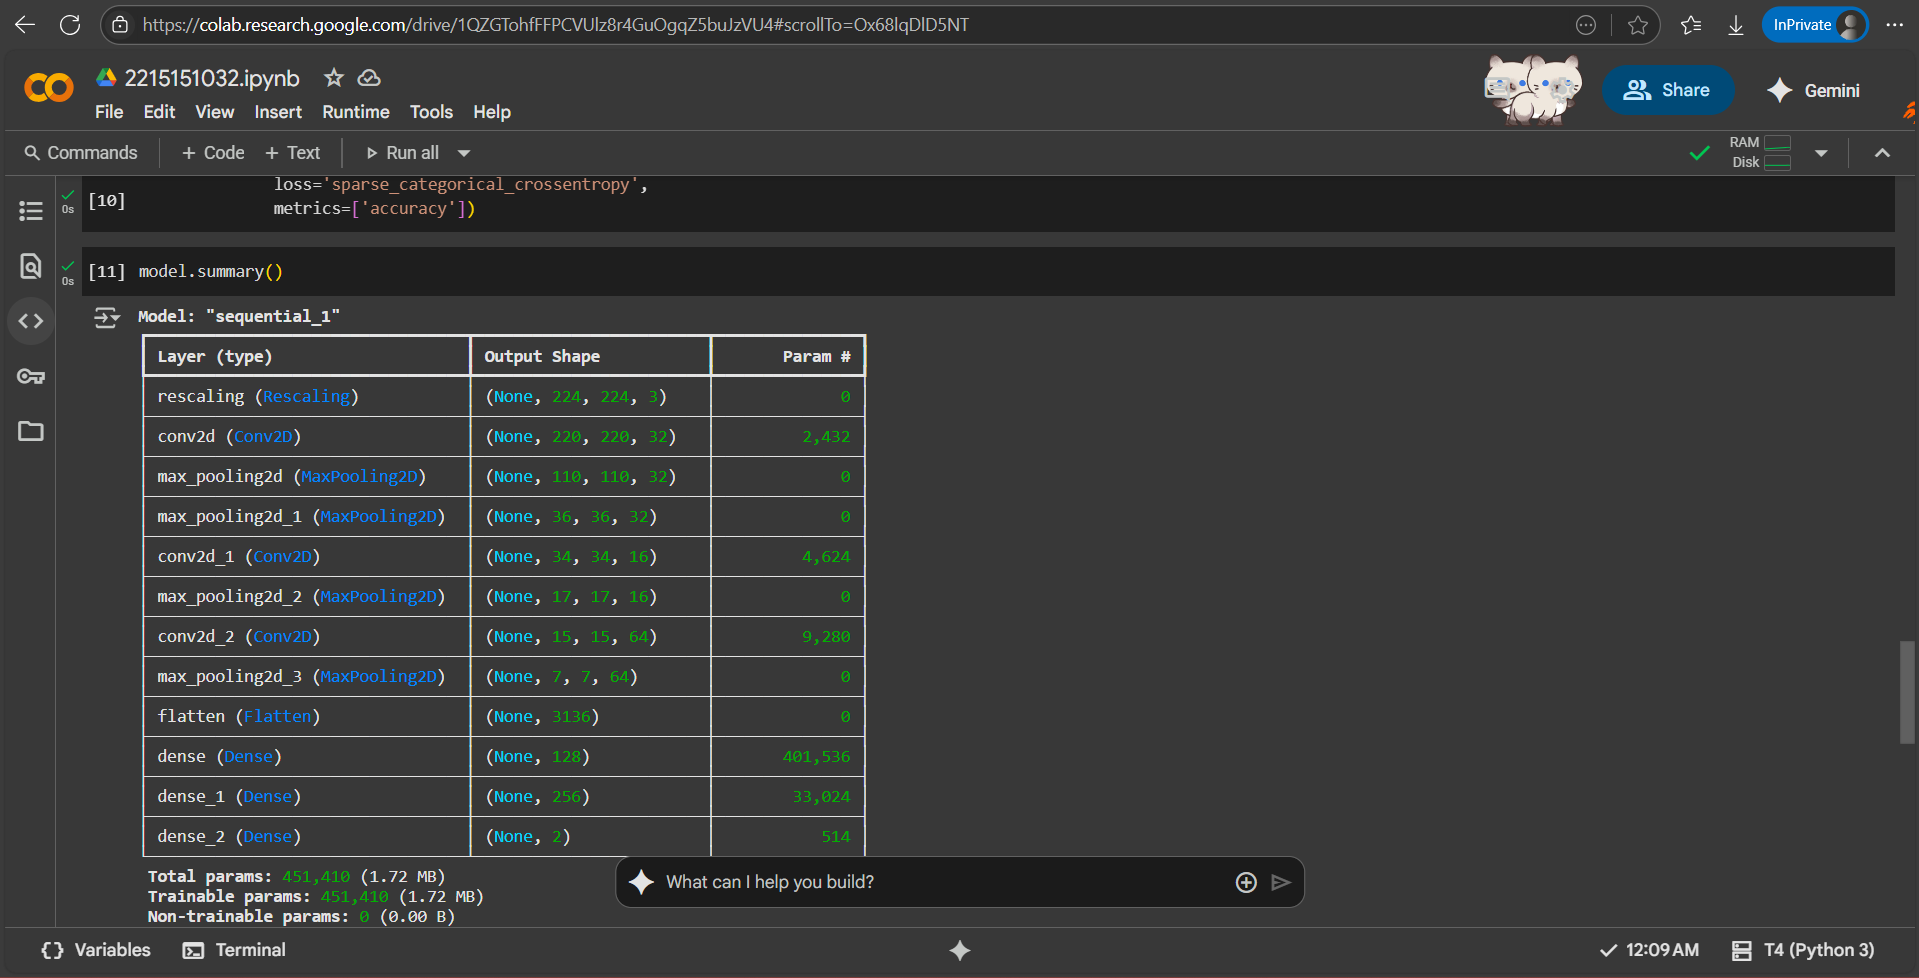 https://colab.research.google.com/drive/1QZGTohfFFPCVUlz8r4GuOgqZ5buJzVU4#scrollTo=Ox68lqDlD5NT
InPrivate
2215151032.ipynb
File Edit View Insert Runtime Tools Help
Share
Gemini
Commands + Code + Text Run all
RAM
Disk
loss='sparse_categorical_crossentropy',
0s [10]
metrics=['accuracy'])
0s [11] model.summary()
Model: "sequential_1"
Layer (type) Output Shape Param #
rescaling (Rescaling) (None, 224, 224, 3) 0
conv2d (Conv2D) (None, 220, 220, 32) 2,432
max_pooling2d (MaxPooling2D) (None, 110, 110, 32) 0
max_pooling2d_1 (MaxPooling2D) (None, 36, 36, 32) 0
conv2d_1 (Conv2D) (None, 34, 34, 16) 4,624
max_pooling2d_2 (MaxPooling2D) (None, 17, 17, 16) 0
conv2d_2 (Conv2D) (None, 15, 15, 64) 9,280
max_pooling2d_3 (MaxPooling2D) (None, 7, 7, 64) 0
flatten (Flatten) (None, 3136) 0
dense (Dense) (None, 128) 401,536
dense_1 (Dense) (None, 256) 33,024
dense_2 (Dense) (None, 2) 514
Total params: 451,410 (1.72 MB)
Trainable params: 451,410 (1.72 MB)
Non-trainable params: 0 (0.00 B)
What can I help you build?
Variables Terminal
12:09 AM T4 (Python 3)